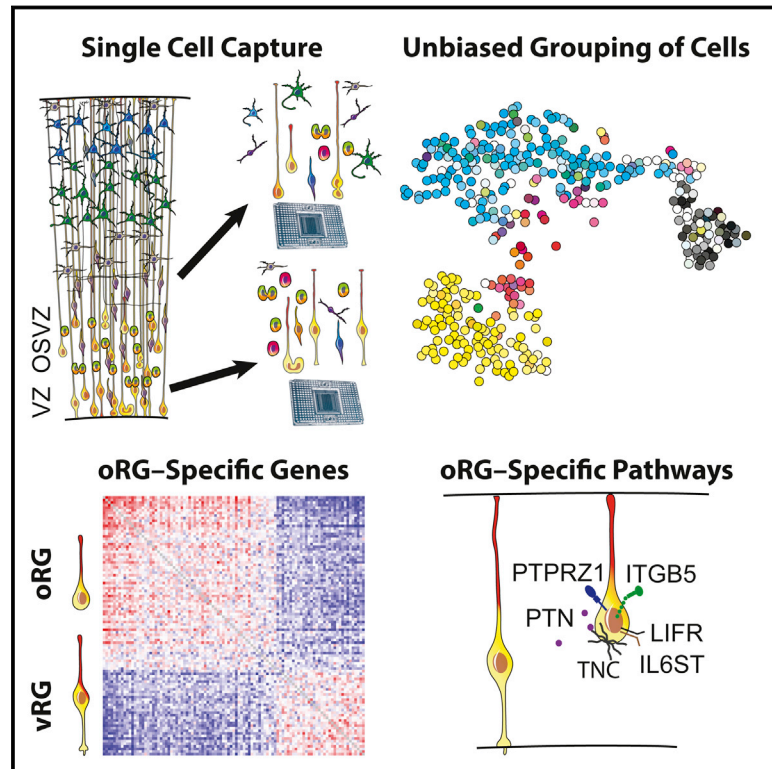 Single Cell Capture
Unbiased Grouping of Cells
VZ OSVZ
oRG–Specific Genes
oRG–Specific Pathways
oRG
vRG
PTPRZ1
ITGB5
PTN
LIFR
TNC
IL6ST